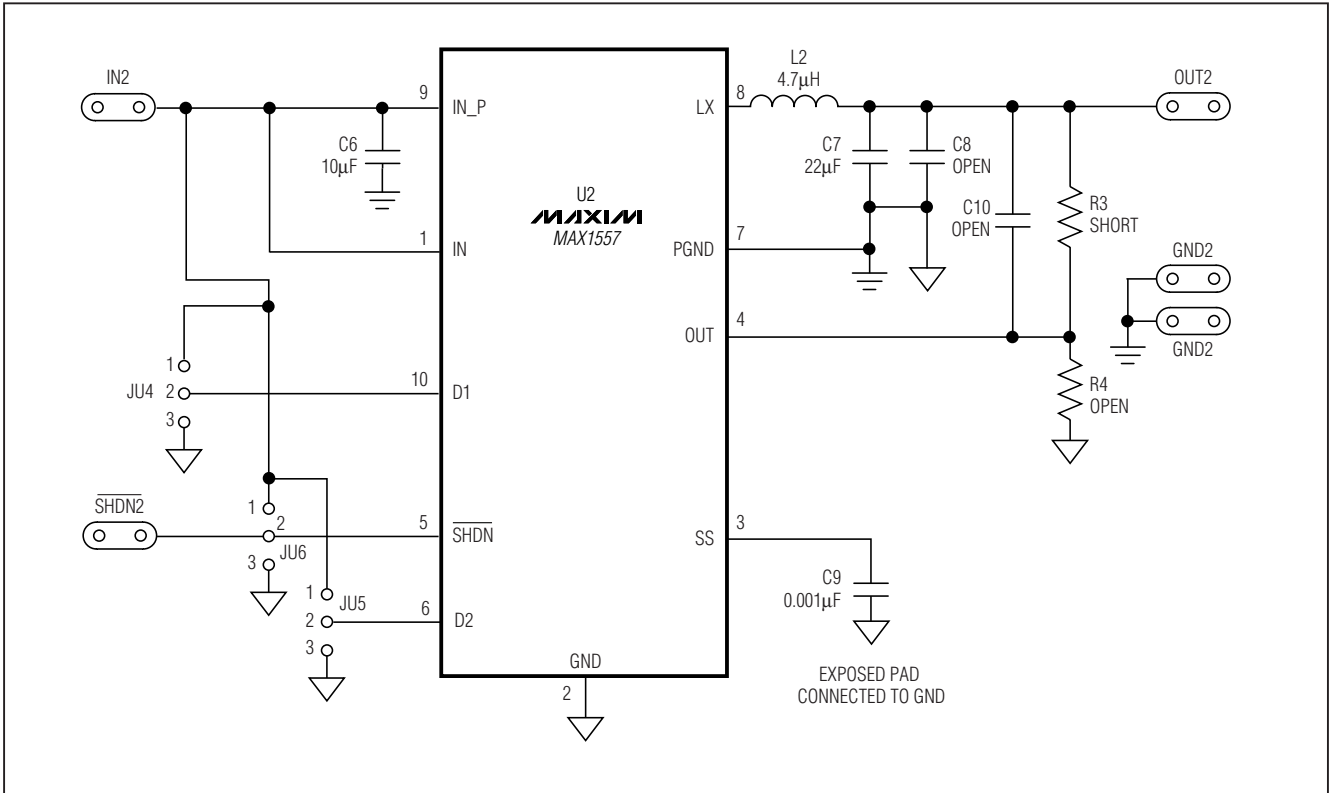 IN2
9
IN_P
C6
10µF
1
IN
1
JU4
2
3
10
D1
SHDN2
1
2
JU6
3
5
SHDN
1
JU5
2
3
6
D2
U2
MAXIM
MAX1557
GND
2
LX
8
L2
4.7µH
C7
22µF
C8
OPEN
C10
OPEN
R3
SHORT
OUT2
PGND
7
GND2
GND2
OUT
4
R4
OPEN
SS
3
C9
0.001µF
EXPOSED PAD
CONNECTED TO GND